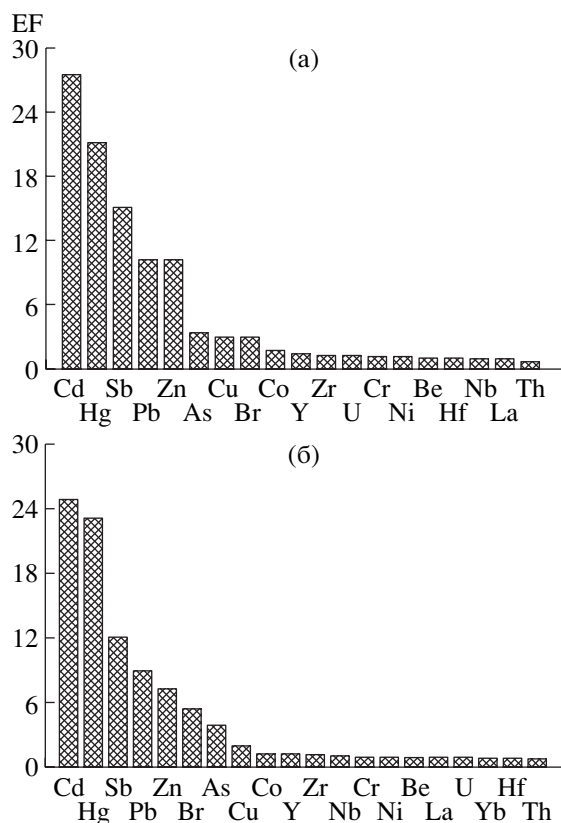 EF
30
(а)
24
18
12
6
0
Cd Sb Zn Cu Co Zr Cr Be Nb Th
Hg Pb As Br Y U Ni Hf La
30
(б)
24
18
12
6
0
Cd Sb Zn As Co Zr Cr Be U Hf
Hg Pb Br Cu Y Nb Ni La Yb Th